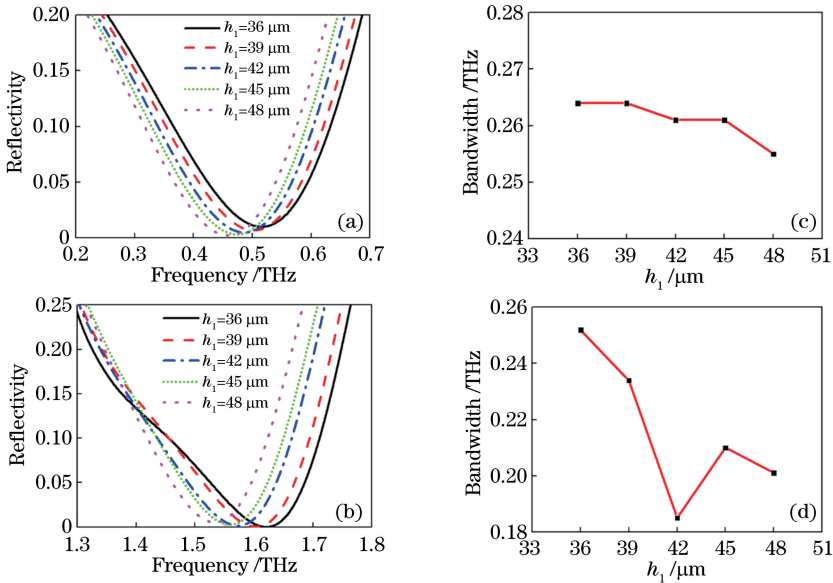 0.20
0.15
0.10
0.05
0
Reflectivity
h₁=36 μm
h₁=39 μm
h₁=42 μm
h₁=45 μm
h₁=48 μm
(a)
0.2 0.3 0.4 0.5 0.6 0.7
Frequency /THz
0.28
0.27
0.26
0.25
0.24
Bandwidth /THz
(c)
33 36 39 42 45 48 51
h₁ /μm
0.25
0.20
0.15
0.10
0.05
0
Reflectivity
h₁=36 μm
h₁=39 μm
h₁=42 μm
h₁=45 μm
h₁=48 μm
(b)
1.3 1.4 1.5 1.6 1.7 1.8
Frequency /THz
0.26
0.24
0.22
0.20
0.18
Bandwidth /THz
(d)
33 36 39 42 45 48 51
h₁ /μm